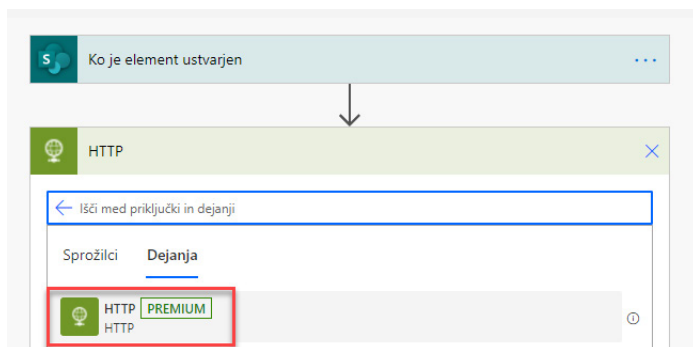 S
Ko je element ustvarjen
HTTP
Išči med priključki in dejanji
Sprožilci Dejanja
HTTP PREMIUM
HTTP